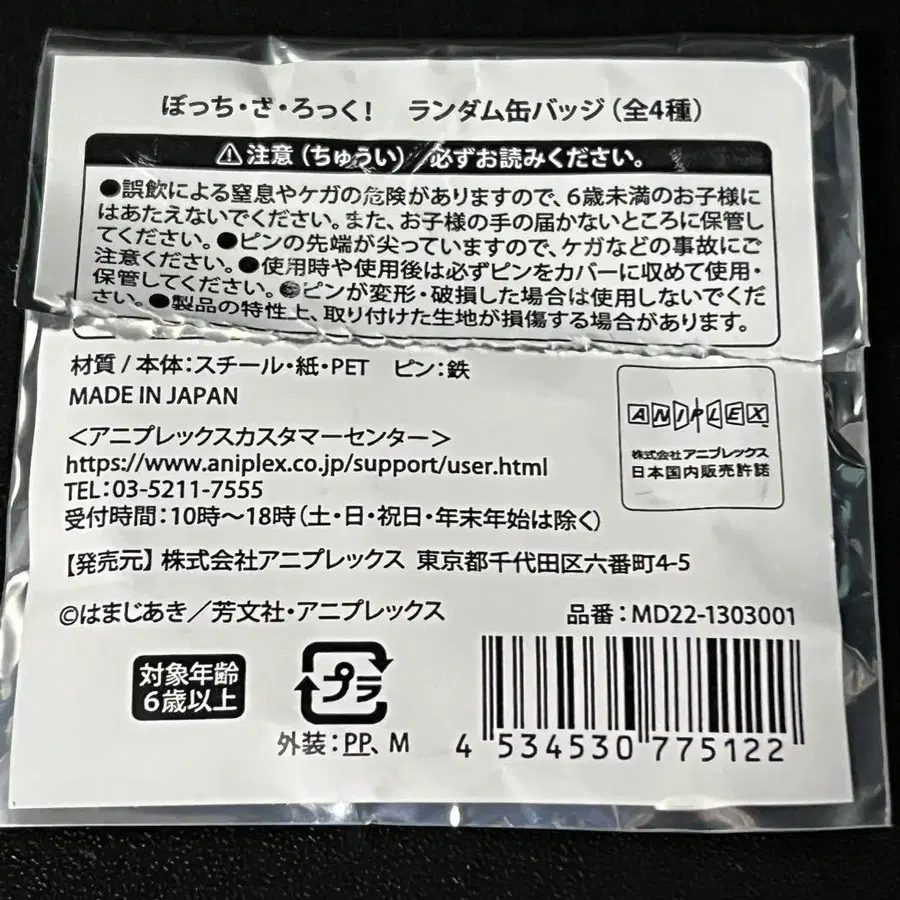 ぼっち・ざ・ろっく！ ランダム缶バッジ（全4種）
⚠注意（ちゅうい）／必ずお読みください。
●誤飲による窒息やケガの危険がありますので、6歳未満のお子様に
はあたえないでください。また、お子様の手の届かないところに保管し
てください。●ピンの先端が尖っていますので、ケガなどの事故にご
注意ください。●使用時や使用後は必ずピンをカバーに収めて使用・
保管してください。●ピンが変形・破損した場合は使用しないでくだ
さい。●製品の特性上、取り付けた生地が損傷する場合があります。
材質 / 本体：スチール・紙・PET ピン：鉄
MADE IN JAPAN
＜アニプレックスカスタマーセンター＞
https://www.aniplex.co.jp/support/user.html
TEL：03-5211-7555
受付時間：10時～18時（土・日・祝日・年末年始は除く）
ANIPLEX
株式会社アニプレックス
日本国内販売許諾
【発売元】株式会社アニプレックス 東京都千代田区六番町4-5
©はまじあき／芳文社・アニプレックス
品番：MD22-1303001
対象年齢
6歳以上
プラ
外装：PP、M
4 534530 775122